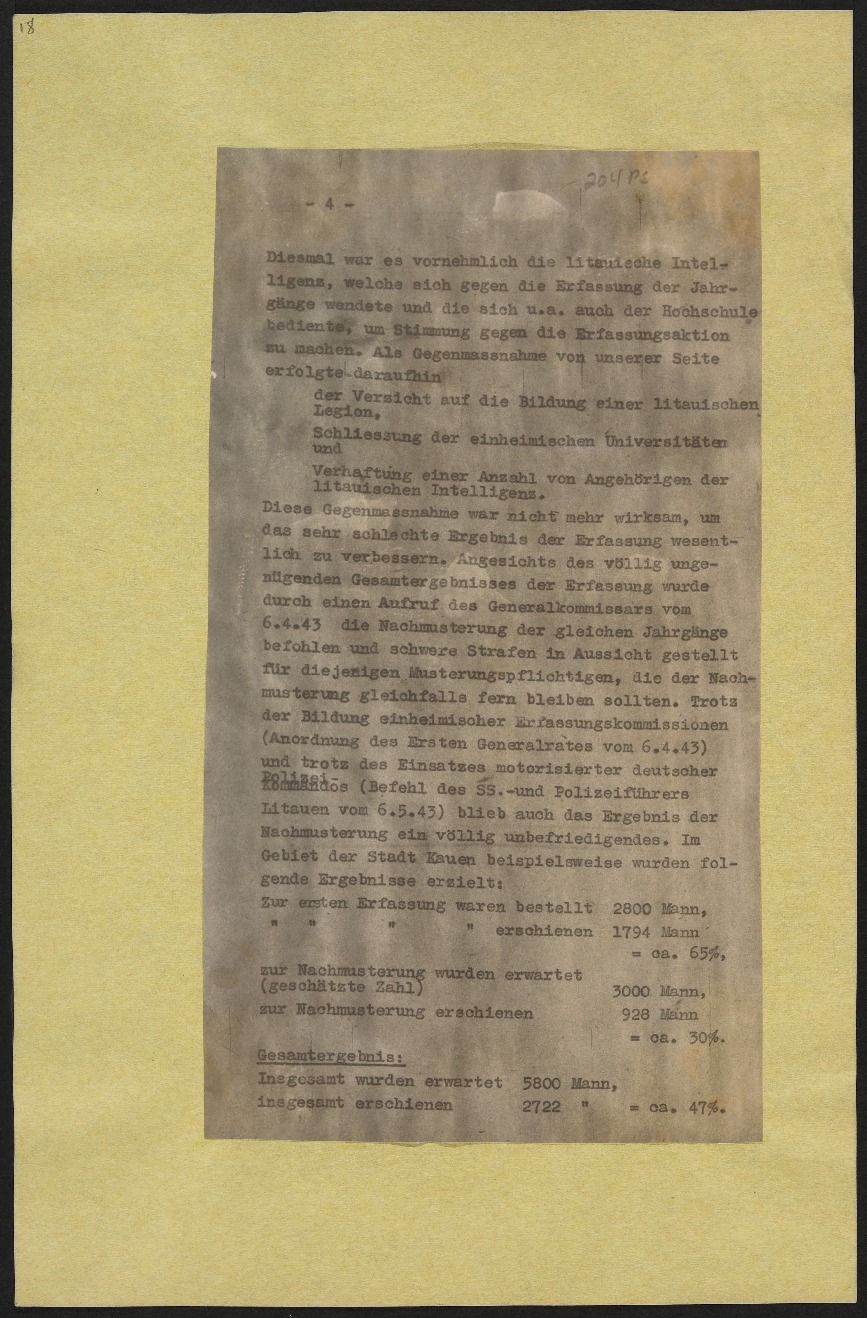 18
204 PS
- 4 -
Diesmal war es vornehmlich die litauische Intel-
ligenz, welche sich gegen die Erfassung der Jahr-
gänge wendete und die sich u.a. auch der Hochschule
bediente, um Stimmung gegen die Erfassungsaktion
zu machen. Als Gegenmassnahme von unserer Seite
erfolgte daraufhin
der Verzicht auf die Bildung einer litauischen
Legion,
Schliessung der einheimischen Universitäten
und
Verhaftung einer Anzahl von Angehörigen der
litauischen Intelligenz.
Diese Gegenmassnahme war nicht mehr wirksam, um
das sehr schlechte Ergebnis der Erfassung wesent-
lich zu verbessern. Angesichts des völlig unge-
nügenden Gesamtergebnisses der Erfassung wurde
durch einen Aufruf des Generalkommissars vom
6.4.43 die Nachmusterung der gleichen Jahrgänge
befohlen und schwere Strafen in Aussicht gestellt
für diejenigen Musterungspflichtigen, die der Nach-
musterung gleichfalls fern bleiben sollten. Trotz
der Bildung einheimischer Erfassungskommissionen
(Anordnung des Ersten Generalrates vom 6.4.43)
und trotz des Einsatzes motorisierter deutscher
Polizei-
Kommandos (Befehl des SS.-und Polizeiführers
Litauen vom 6.5.43) blieb auch das Ergebnis der
Nachmusterung ein völlig unbefriedigendes. Im
Gebiet der Stadt Kauen beispielsweise wurden fol-
gende Ergebnisse erzielt:
Zur ersten Erfassung waren bestellt 2800 Mann,
" " " " erschienen 1794 Mann
= ca. 65%,
zur Nachmusterung wurden erwartet
(geschätzte Zahl) 3000 Mann,
zur Nachmusterung erschienen 928 Mann
= ca. 30%.
Gesamtergebnis:
Insgesamt wurden erwartet 5800 Mann,
insgesamt erschienen 2722 " = ca. 47%.